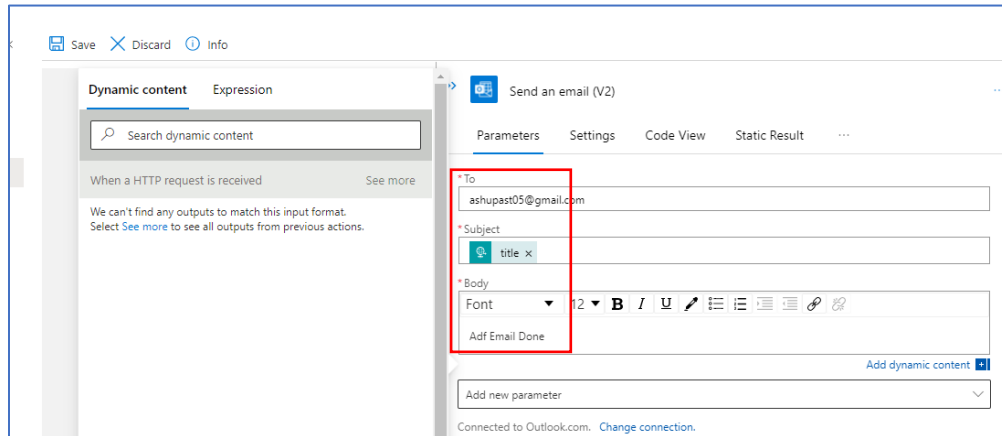 Save Discard Info
Dynamic content Expression
Search dynamic content
When a HTTP request is received See more
We can't find any outputs to match this input format.
Select See more to see all outputs from previous actions.
Send an email (V2)
Parameters Settings Code View Static Result ...
* To
ashupast05@gmail.com
* Subject
title ×
* Body
Font 12 B I U
Adf Email Done
Add dynamic content +
Add new parameter
Connected to Outlook.com. Change connection.